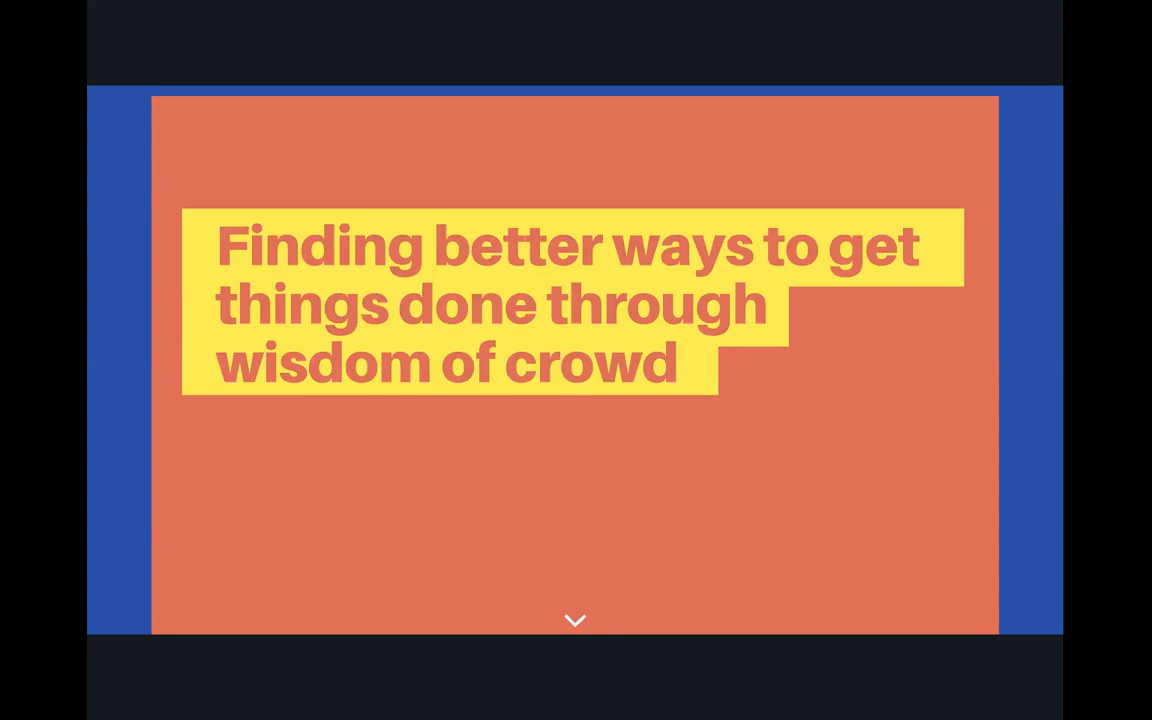 Finding better ways to get
things done through
wisdom of crowd